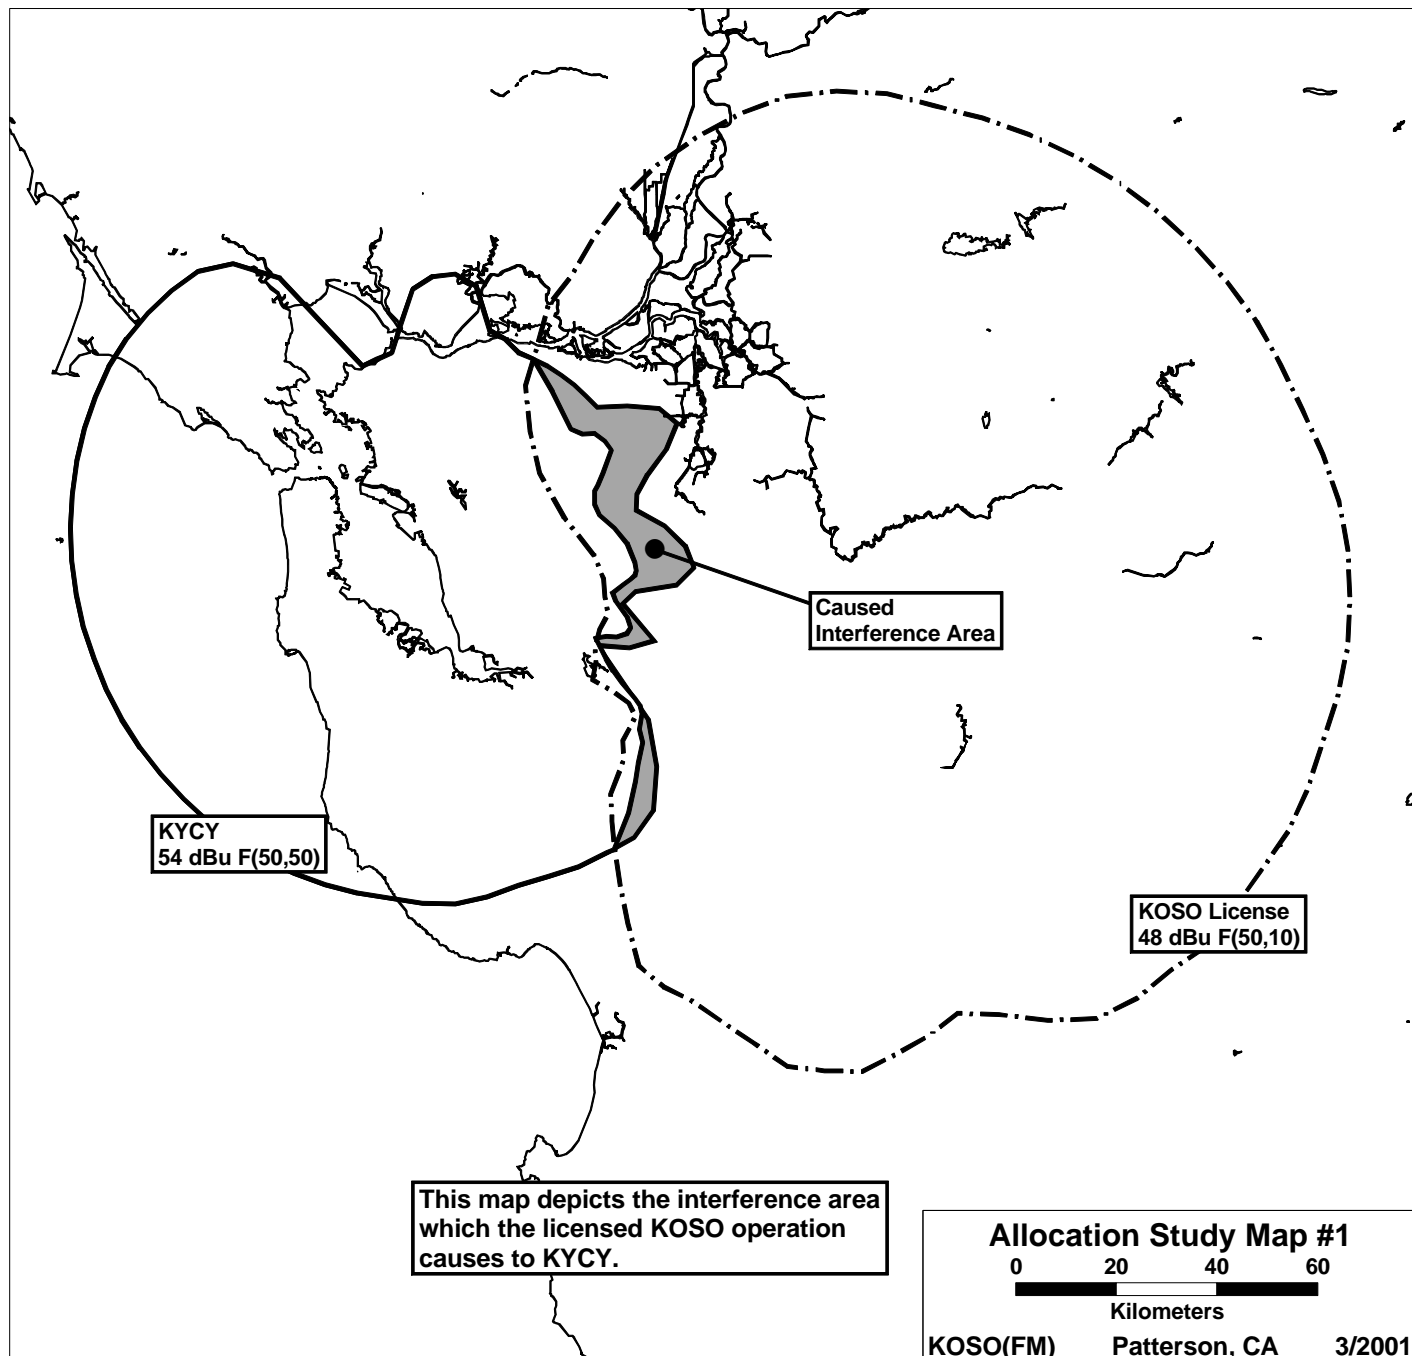 Caused
Interference Area
KYCY
54 dBu F(50,50)
KOSO License
48 dBu F(50,10)
This map depicts the interference area
which the licensed KOSO operation
causes to KYCY.
Allocation Study Map #1
0 20 40 60
Kilometers
KOSO(FM) Patterson, CA 3/2001